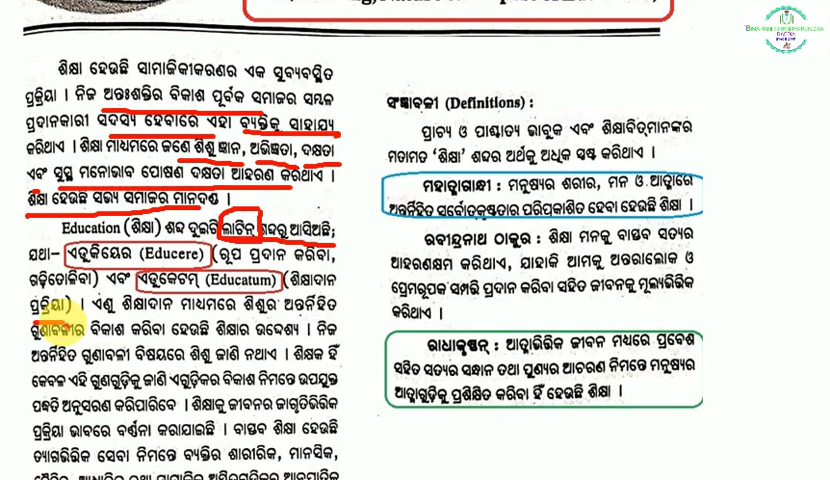 ଶିକ୍ଷା ହେଉଛି ସାମାଜିକୀକରଣର ଏକ ସୁବ୍ୟବସ୍ଥିତ
ପ୍ରକ୍ରିୟା । ନିଜ ଅନ୍ତଃଶକ୍ତିର ବିକାଶ ପୂର୍ବକ ସମାଜର ସମ୍ବଳ
ପ୍ରଦାନକାରୀ ସଦସ୍ୟ ହେବାରେ ଏହା ବ୍ୟକ୍ତିକୁ ସାହାଯ୍ୟ
କରିଥାଏ । ଶିକ୍ଷା ମାଧ୍ୟମରେ ଜଣେ ଶିଶୁ ଜ୍ଞାନ, ଅଭିଜ୍ଞତା, ଦକ୍ଷତା
ଏବଂ ସୁସ୍ଥ ମନୋଭାବ ପୋଷଣ ଦକ୍ଷତା ଆହରଣ କରିଥାଏ ।
ଶିକ୍ଷା ହେଉଛି ସଭ୍ୟ ସମାଜର ମାନଦଣ୍ଡ ।
Education (ଶିକ୍ଷା) ଶବ୍ଦ ଦୁଇଟି ଲାଟିନ୍ ଶବ୍ଦରୁ ଆସିଅଛି;
ଯଥା- ଏଡୁକିୟେର (Educere) (ରୂପ ପ୍ରଦାନ କରିବା,
ଗଢ଼ିତୋଳିବା) ଏବଂ ଏଡୁକେଟମ୍ (Educatum) (ଶିକ୍ଷାଦାନ
ପ୍ରକ୍ରିୟା) । ଏଣୁ ଶିକ୍ଷାଦାନ ମାଧ୍ୟମରେ ଶିଶୁର ଅନ୍ତର୍ନିହିତ
ଗୁଣାବଳୀର ବିକାଶ କରିବା ହେଉଛି ଶିକ୍ଷାର ଉଦ୍ଦେଶ୍ୟ । ନିଜ
ଅନ୍ତର୍ନିହିତ ଗୁଣାବଳୀ ବିଷୟରେ ଶିଶୁ ଜାଣି ନଥାଏ । ଶିକ୍ଷକ ହିଁ
କେବଳ ଏହି ଗୁଣଗୁଡ଼ିକୁ ଜାଣି ଏଗୁଡ଼ିକର ବିକାଶ ନିମନ୍ତେ ଉପଯୁକ୍ତ
ପଦ୍ଧତି ଅନୁସରଣ କରିପାରିବେ । ଶିକ୍ଷାକୁ ଜୀବନର ଜାଗୃତିଭିତ୍ତିକ
ପ୍ରକ୍ରିୟା ଭାବରେ ବର୍ଣ୍ଣନା କରାଯାଇଛି । ବାସ୍ତବ ଶିକ୍ଷା ହେଉଛି
ତ୍ୟାଗଭିତ୍ତିକ ସେବା ନିମନ୍ତେ ବ୍ୟକ୍ତିର ଶାରୀରିକ, ମାନସିକ,
ସଂଜ୍ଞାବଳୀ (Definitions) :
ପ୍ରାଚ୍ୟ ଓ ପାଶ୍ଚାତ୍ୟ ଭାବୁକ ଏବଂ ଶିକ୍ଷାବିତ୍‌ମାନଙ୍କର
ମତାମତ ‘ଶିକ୍ଷା’ ଶବ୍ଦର ଅର୍ଥକୁ ଅଧିକ ସ୍ପଷ୍ଟ କରିଥାଏ ।
ମହାତ୍ମାଗାନ୍ଧୀ : ମନୁଷ୍ୟର ଶରୀର, ମନ ଓ ଆତ୍ମାରେ
ଅନ୍ତର୍ନିହିତ ସର୍ବୋତ୍କୃଷ୍ଟତାର ପରିପ୍ରକାଶିତ ହେବା ହେଉଛି ଶିକ୍ଷା ।
ରବୀନ୍ଦ୍ରନାଥ ଠାକୁର : ଶିକ୍ଷା ମନକୁ ବାସ୍ତବ ସତ୍ୟର
ଆହରଣକ୍ଷମ କରିଥାଏ, ଯାହାକି ଆମକୁ ଅନ୍ତରାଲୋକ ଓ
ପ୍ରେମରୂପକ ସମ୍ପତ୍ତି ପ୍ରଦାନ କରିବା ସହିତ ଜୀବନକୁ ମୂଲ୍ୟଭିତ୍ତିକ
କରିଥାଏ ।
ରାଧାକୃଷ୍ଣନ୍ : ଆତ୍ମାଭିତ୍ତିକ ଜୀବନ ମଧ୍ୟରେ ପ୍ରବେଶ
ସହିତ ସତ୍ୟର ସନ୍ଧାନ ତଥା ପୁଣ୍ୟର ଆଚରଣ ନିମନ୍ତେ ମନୁଷ୍ୟର
ଆତ୍ମାଗୁଡ଼ିକୁ ପ୍ରଶିକ୍ଷିତ କରିବା ହିଁ ହେଉଛି ଶିକ୍ଷା ।